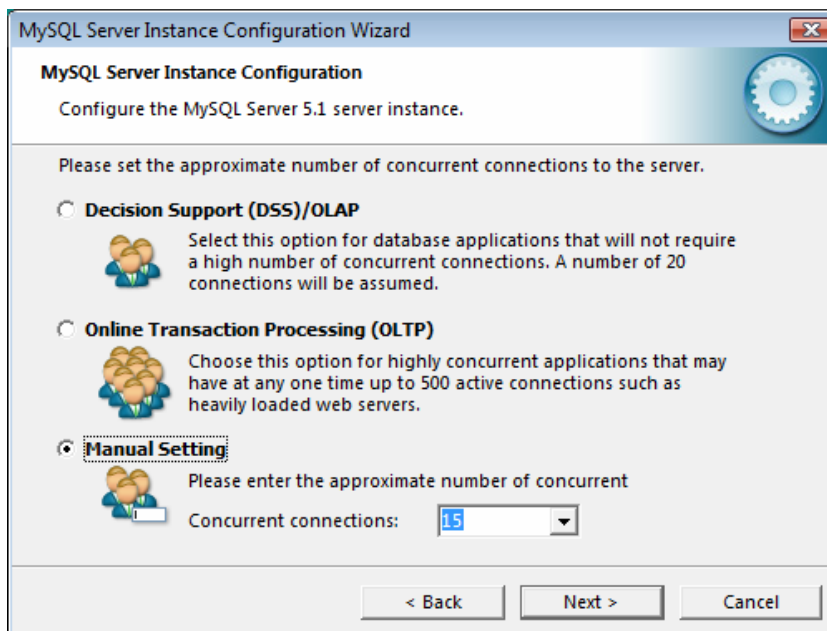 MySQL Server Instance Configuration Wizard
MySQL Server Instance Configuration
Configure the MySQL Server 5.1 server instance.
Please set the approximate number of concurrent connections to the server.
Decision Support (DSS)/OLAP
Select this option for database applications that will not require
a high number of concurrent connections. A number of 20
connections will be assumed.
Online Transaction Processing (OLTP)
Choose this option for highly concurrent applications that may
have at any one time up to 500 active connections such as
heavily loaded web servers.
Manual Setting
Please enter the approximate number of concurrent
Concurrent connections: 15
< Back Next > Cancel